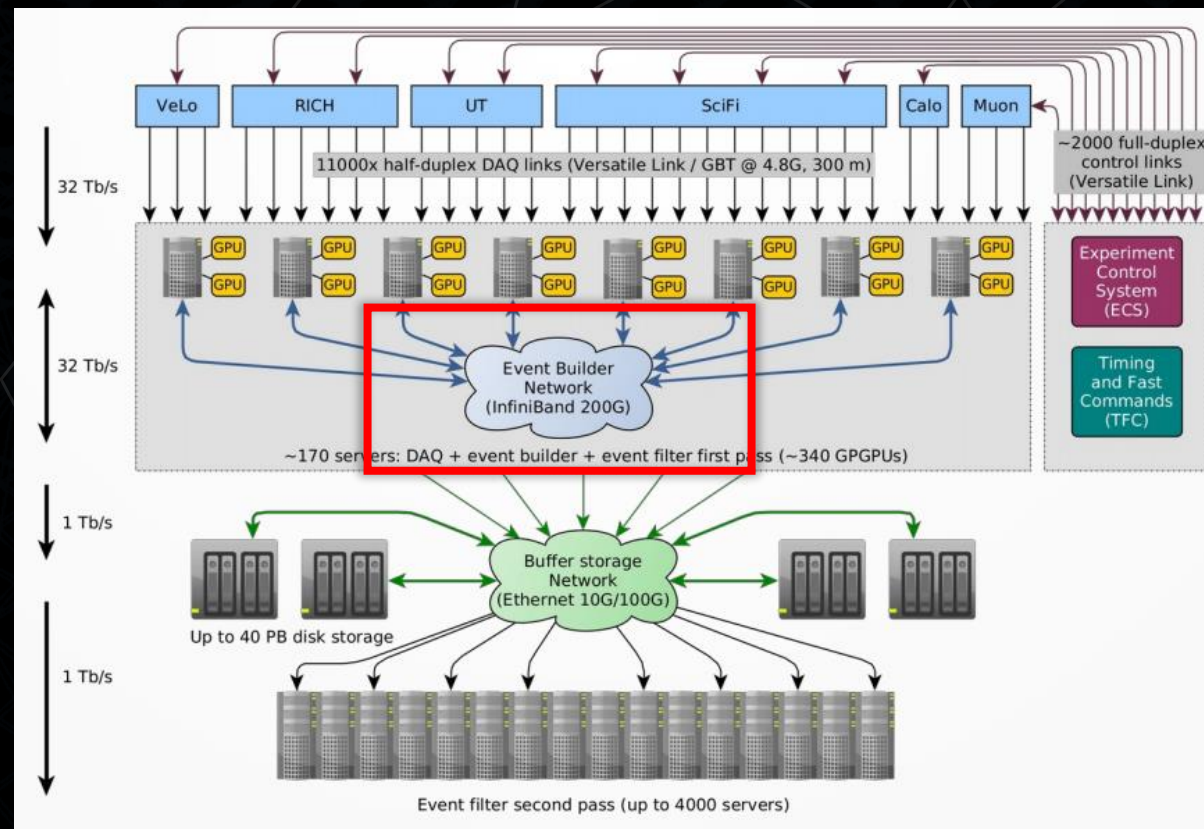 VeLo
RICH
UT
SciFi
Calo
Muon
11000x half-duplex DAQ links (Versatile Link / GBT @ 4.8G, 300 m)
~2000 full-duplex
control links
(Versatile Link)
32 Tb/s
GPU GPU GPU GPU GPU GPU GPU GPU
GPU GPU GPU GPU GPU GPU GPU GPU
Experiment
Control
System
(ECS)
32 Tb/s
Event Builder
Network
(InfiniBand 200G)
Timing
and Fast
Commands
(TFC)
~170 servers: DAQ + event builder + event filter first pass (~340 GPGPUs)
1 Tb/s
Buffer storage
Network
(Ethernet 10G/100G)
Up to 40 PB disk storage
1 Tb/s
Event filter second pass (up to 4000 servers)